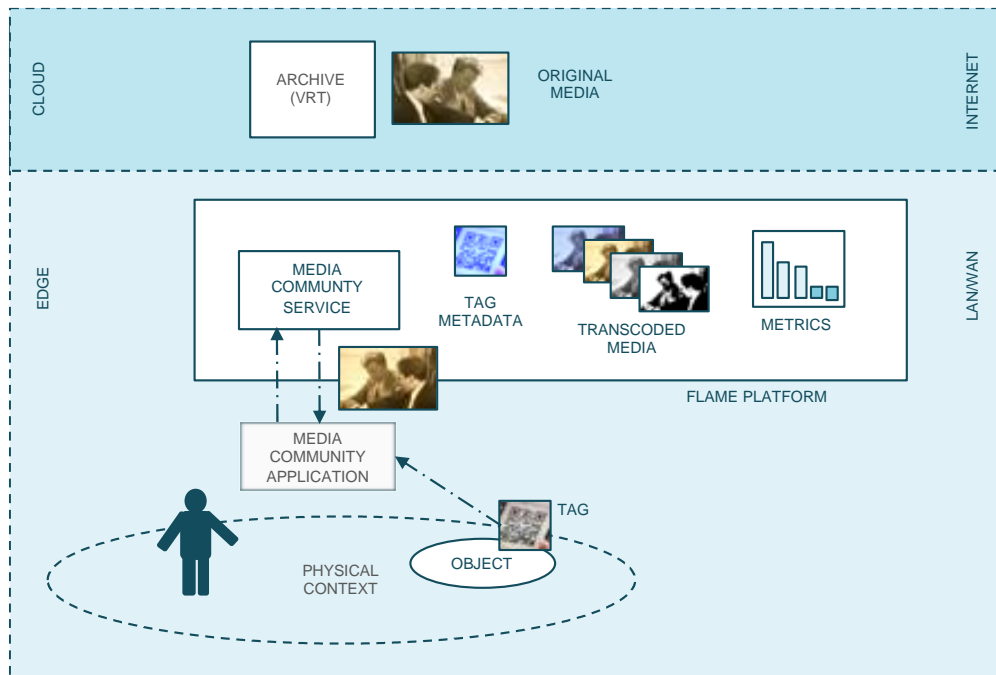 CLOUD
ARCHIVE
(VRT)
ORIGINAL
MEDIA
INTERNET
EDGE
MEDIA
COMMUNTY
SERVICE
TAG
METADATA
TRANSCODED
MEDIA
METRICS
LAN/WAN
FLAME PLATFORM
MEDIA
COMMUNITY
APPLICATION
TAG
OBJECT
PHYSICAL
CONTEXT